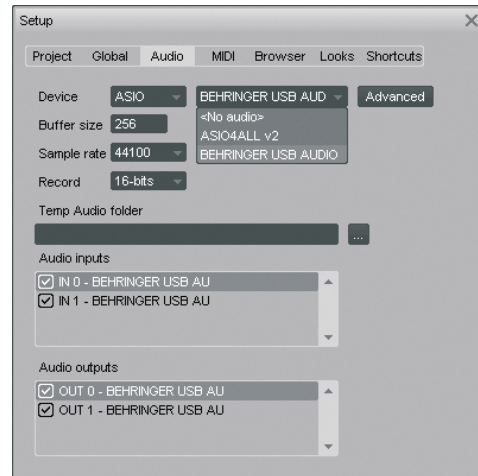 Setup
Project Global Audio MIDI Browser Looks Shortcuts
Device ASIO BEHRINGER USB AUD Advanced
<No audio>
Buffer size 256
ASIO4ALL v2
Sample rate 44100 BEHRINGER USB AUDIO
Record 16-bits
Temp Audio folder
...
Audio inputs
IN 0 - BEHRINGER USB AU
IN 1 - BEHRINGER USB AU
Audio outputs
OUT 0 - BEHRINGER USB AU
OUT 1 - BEHRINGER USB AU